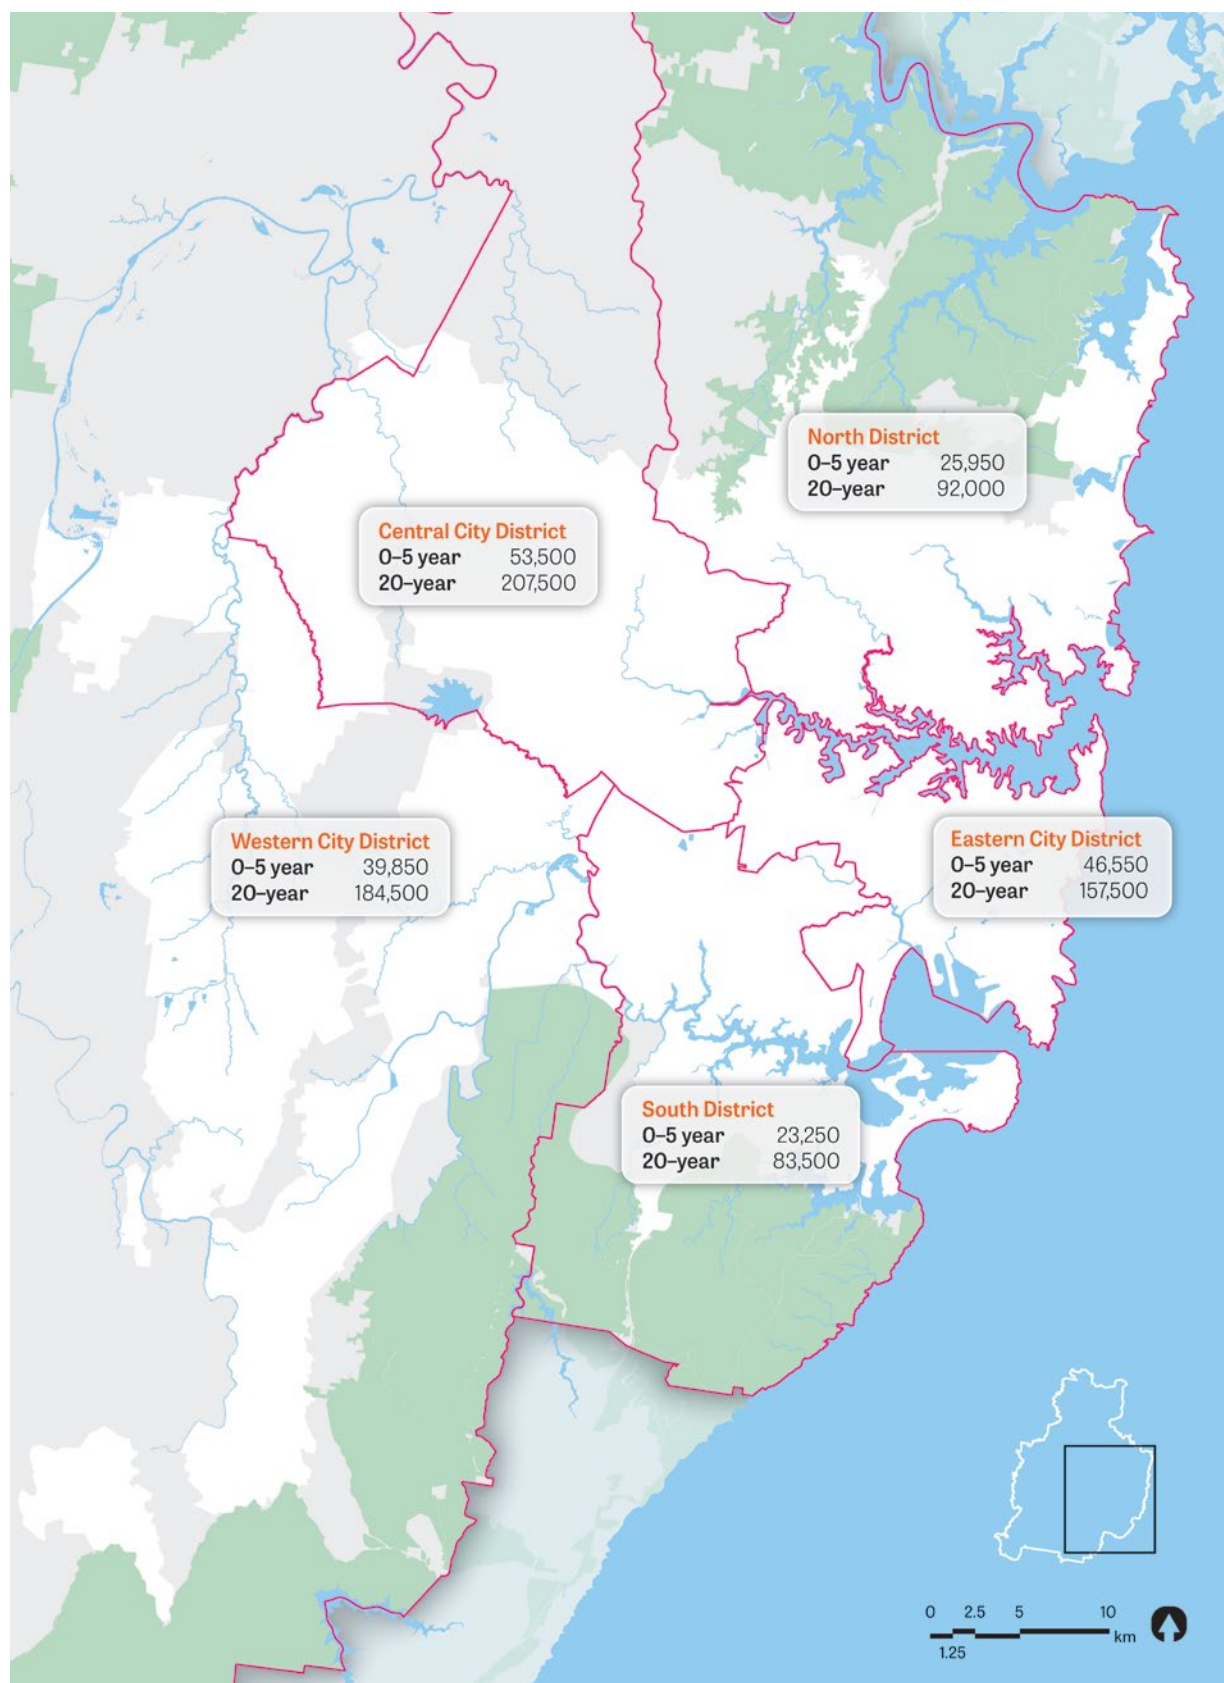 North District
0–5 year 25,950
20–year 92,000
Central City District
0–5 year 53,500
20–year 207,500
Western City District
0–5 year 39,850
20–year 184,500
Eastern City District
0–5 year 46,550
20–year 157,500
South District
0–5 year 23,250
20–year 83,500
0 2.5 5 10
km
1.25